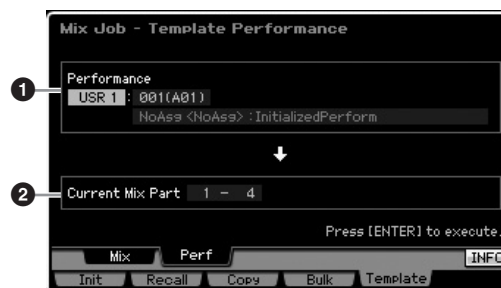 Mix Job - Template Performance
1
Performance
USR 1 : 001(A01)
NoAsg <NoAsg> : InitializedPerform
2
Current Mix Part 1 - 4
Press [ENTER] to execute.
Mix Perf INFO
Init Recall Copy Bulk Template